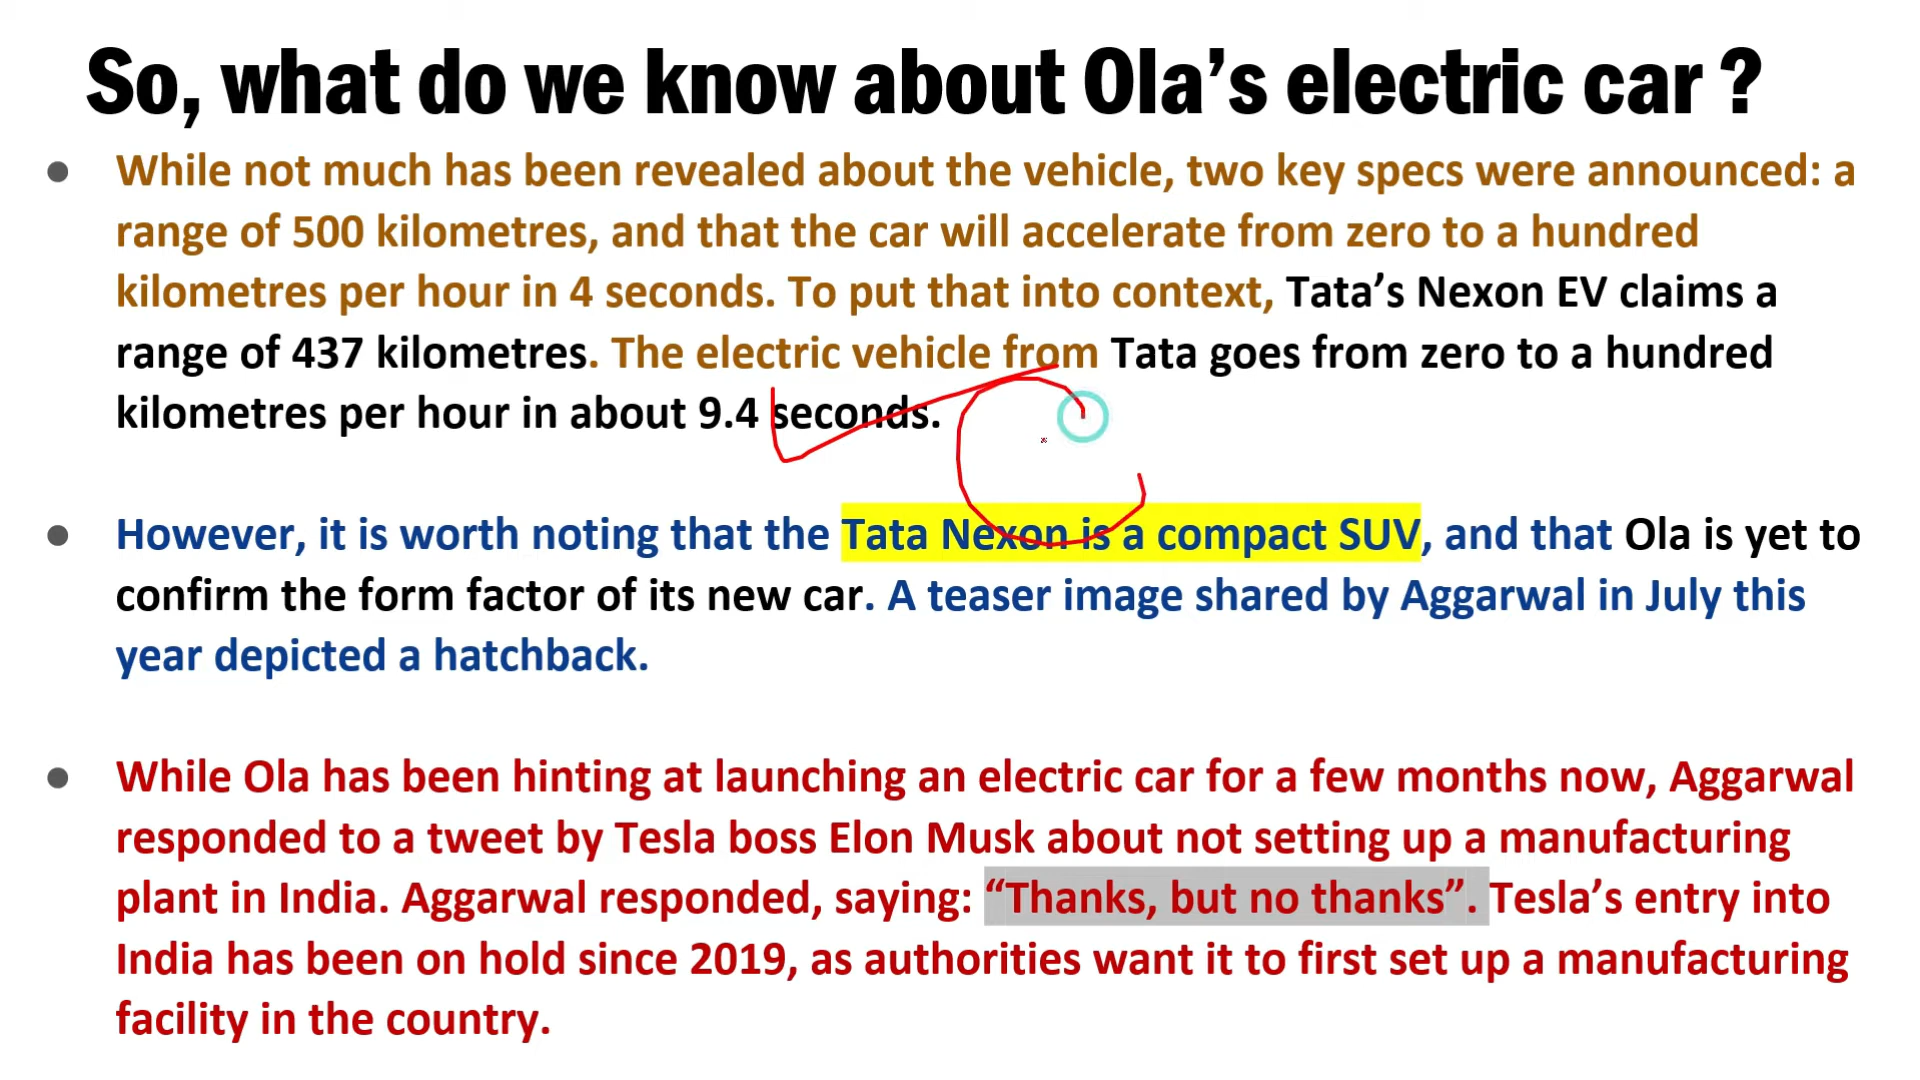 So, what do we know about Ola’s electric car ?
● While not much has been revealed about the vehicle, two key specs were announced: a
range of 500 kilometres, and that the car will accelerate from zero to a hundred
kilometres per hour in 4 seconds. To put that into context, Tata’s Nexon EV claims a
range of 437 kilometres. The electric vehicle from Tata goes from zero to a hundred
kilometres per hour in about 9.4 seconds.
● However, it is worth noting that the Tata Nexon is a compact SUV, and that Ola is yet to
confirm the form factor of its new car. A teaser image shared by Aggarwal in July this
year depicted a hatchback.
● While Ola has been hinting at launching an electric car for a few months now, Aggarwal
responded to a tweet by Tesla boss Elon Musk about not setting up a manufacturing
plant in India. Aggarwal responded, saying: “Thanks, but no thanks”. Tesla’s entry into
India has been on hold since 2019, as authorities want it to first set up a manufacturing
facility in the country.